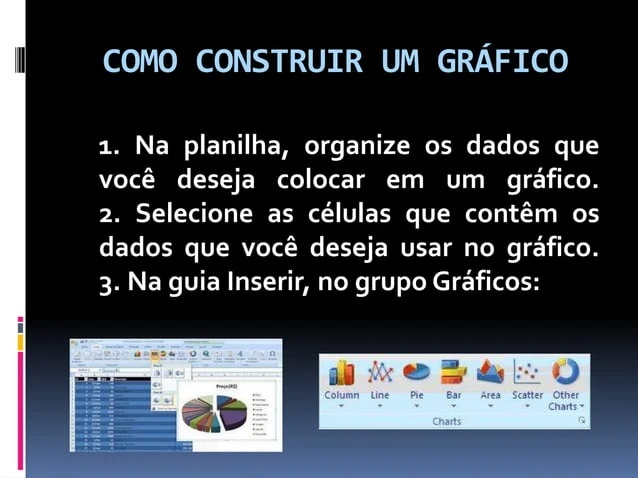 COMO CONSTRUIR UM GRÁFICO
1. Na planilha, organize os dados que
você deseja colocar em um gráfico.
2. Selecione as células que contêm os
dados que você deseja usar no gráfico.
3. Na guia Inserir, no grupo Gráficos:
Preço(R$)
Column Line Pie Bar Area Scatter Other
Charts
Charts